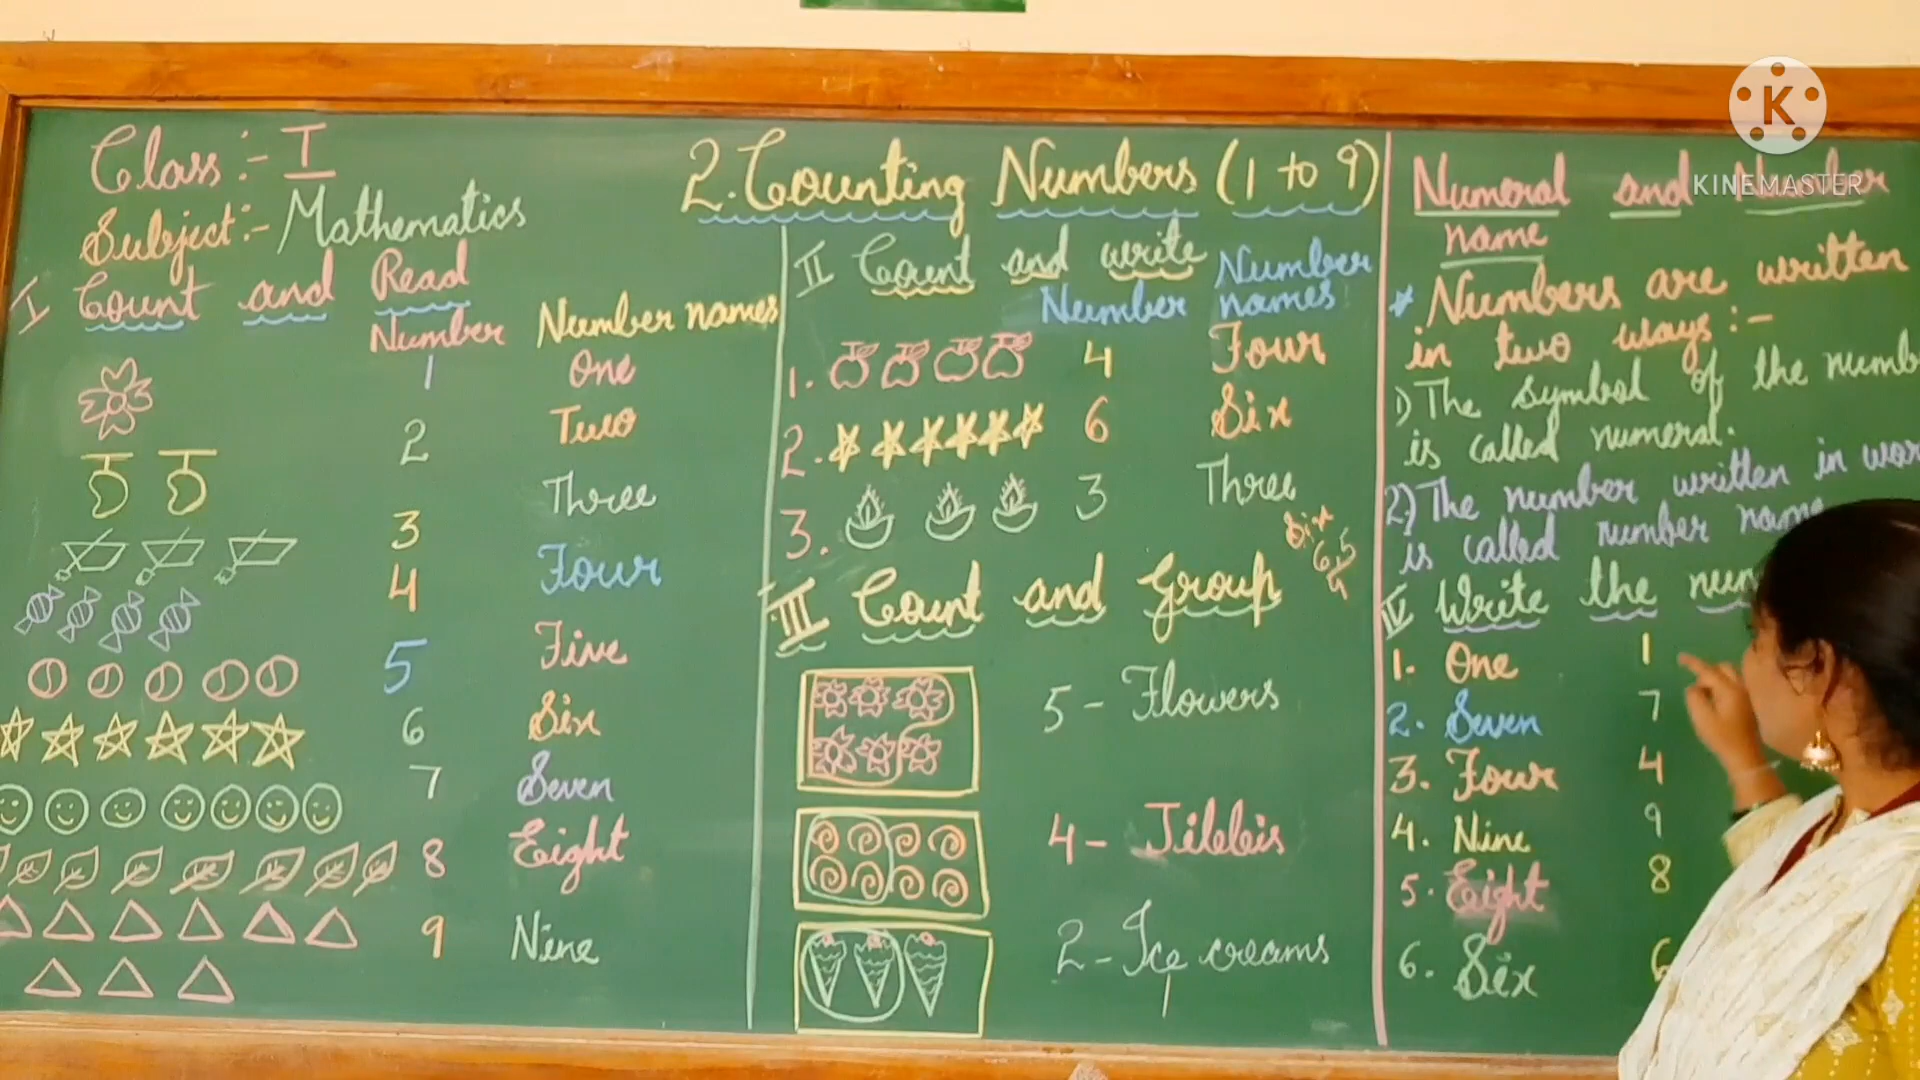 Class :- I
Subject :- Mathematics
I Count and Read
Number Number names
1 One
2 Two
3 Three
4 Four
5 Five
6 Six
7 Seven
8 Eight
9 Nine
2. Counting Numbers (1 to 9)
II Count and write
Number Number names
1. 4 Four
2. 6 Six
3. 3 Three
Six
6 5
4
III Count and Group
5 - Flowers
4 - Jilebis
2 - Ice creams
Numeral and Number
name
* Numbers are written
in two ways :-
1) The symbol of the numb
is called numeral.
2) The number written in wor
is called number name
IV Write the num
1. One 1
2. Seven 7
3. Four 4
4. Nine 9
5. Eight 8
6. Six 6
K
KINEMASTER